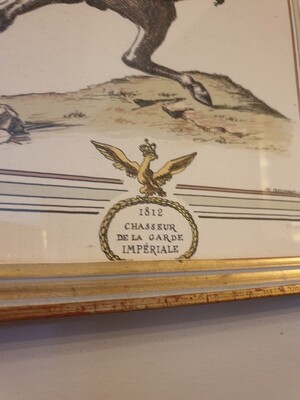 1812
CHASSEUR
DE LA GARDE
IMPÉRIALE